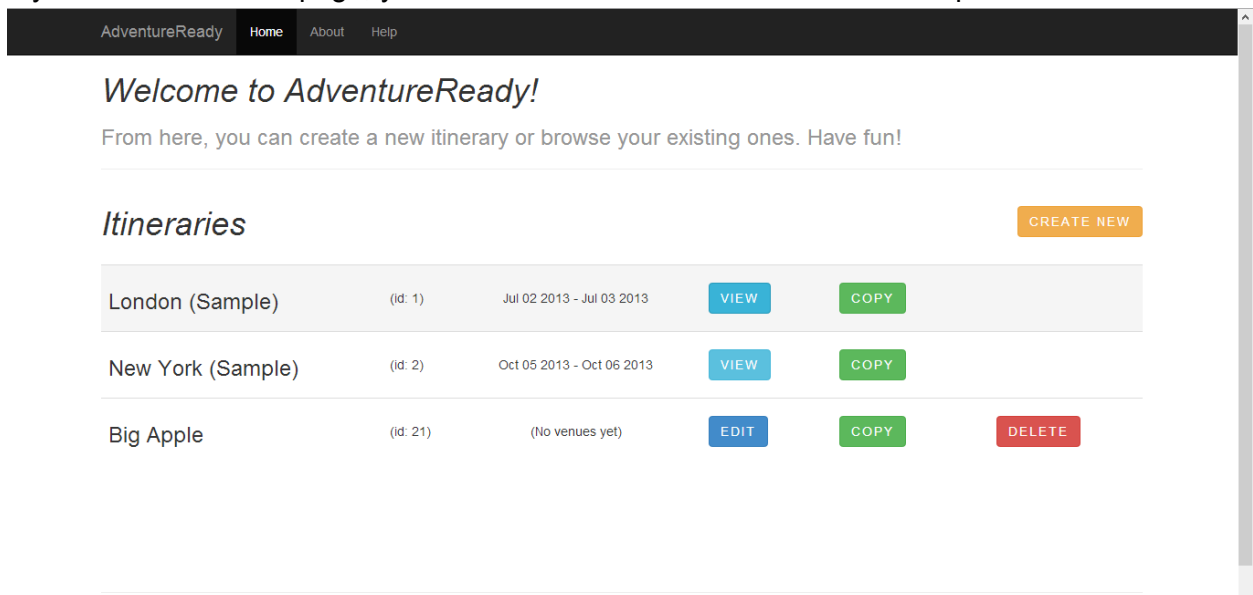 AdventureReady Home About Help
Welcome to AdventureReady!
From here, you can create a new itinerary or browse your existing ones. Have fun!
Itineraries CREATE NEW
London (Sample) (id: 1) Jul 02 2013 - Jul 03 2013 VIEW COPY
New York (Sample) (id: 2) Oct 05 2013 - Oct 06 2013 VIEW COPY
Big Apple (id: 21) (No venues yet) EDIT COPY DELETE